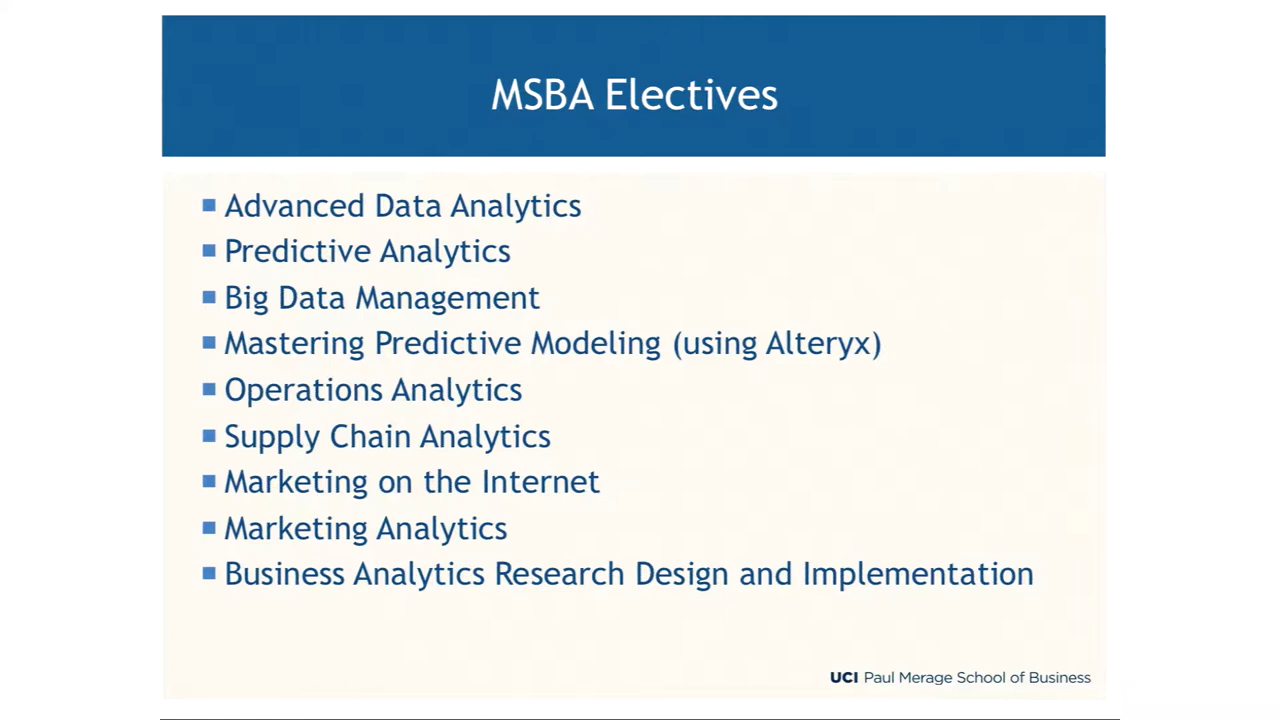 MSBA Electives
Advanced Data Analytics
Predictive Analytics
Big Data Management
Mastering Predictive Modeling (using Alteryx)
Operations Analytics
Supply Chain Analytics
Marketing on the Internet
Marketing Analytics
Business Analytics Research Design and Implementation
UCI Paul Merage School of Business